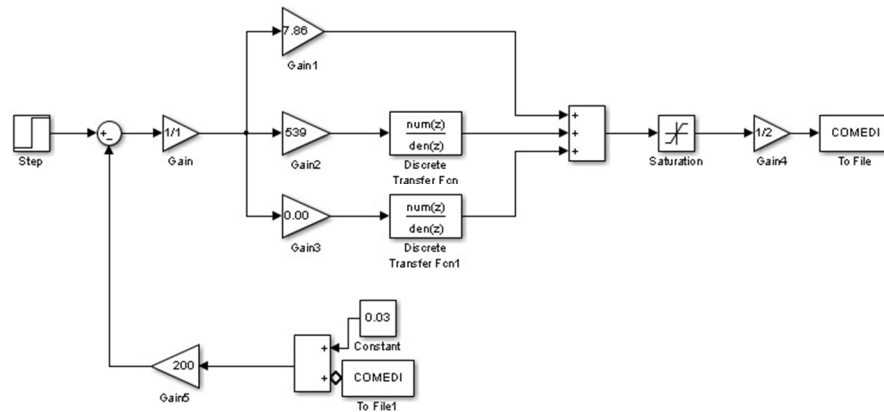 7.86
Gain1
+
1/1
539
num(z)
den(z)
+
+
1/2
COMEDI
+−
Step
Gain
Gain2
Discrete
Transfer Fcn
Saturation
Gain4
To File
0.00
num(z)
den(z)
Gain3
Discrete
Transfer Fcn1
0.03
Constant
+
200
+
COMEDI
Gain5
To File1